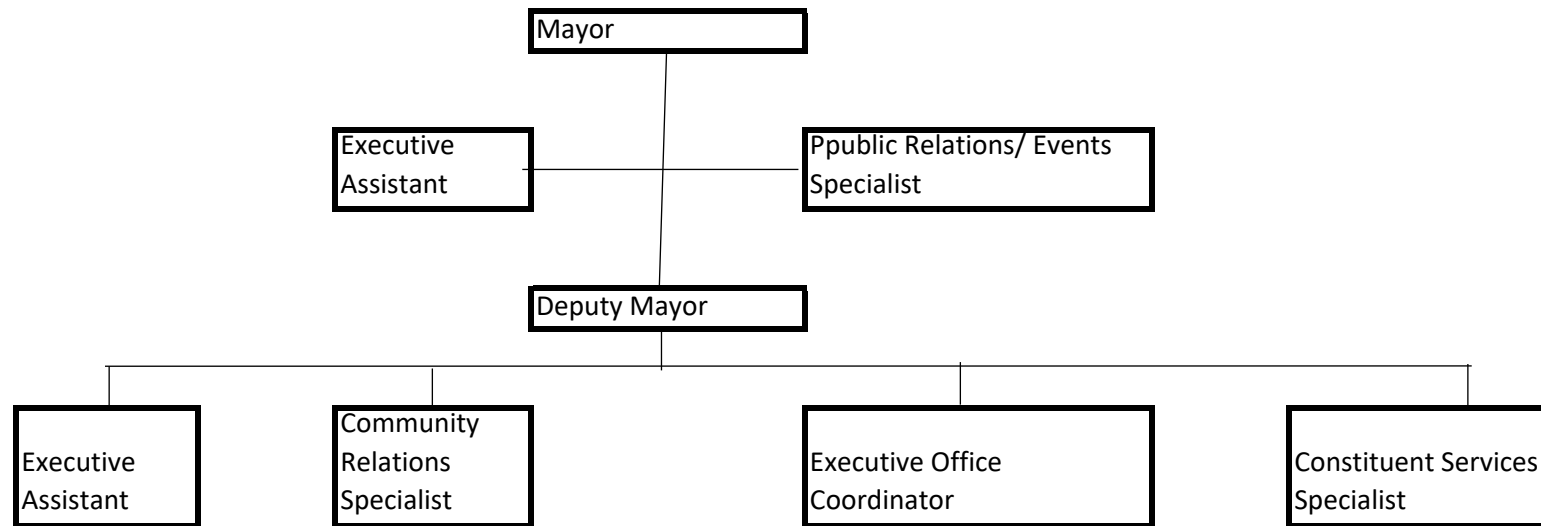 Mayor
Executive
Assistant
Ppublic Relations/ Events
Specialist
Deputy Mayor
Executive
Assistant
Community
Relations
Specialist
Executive Office
Coordinator
Constituent Services
Specialist